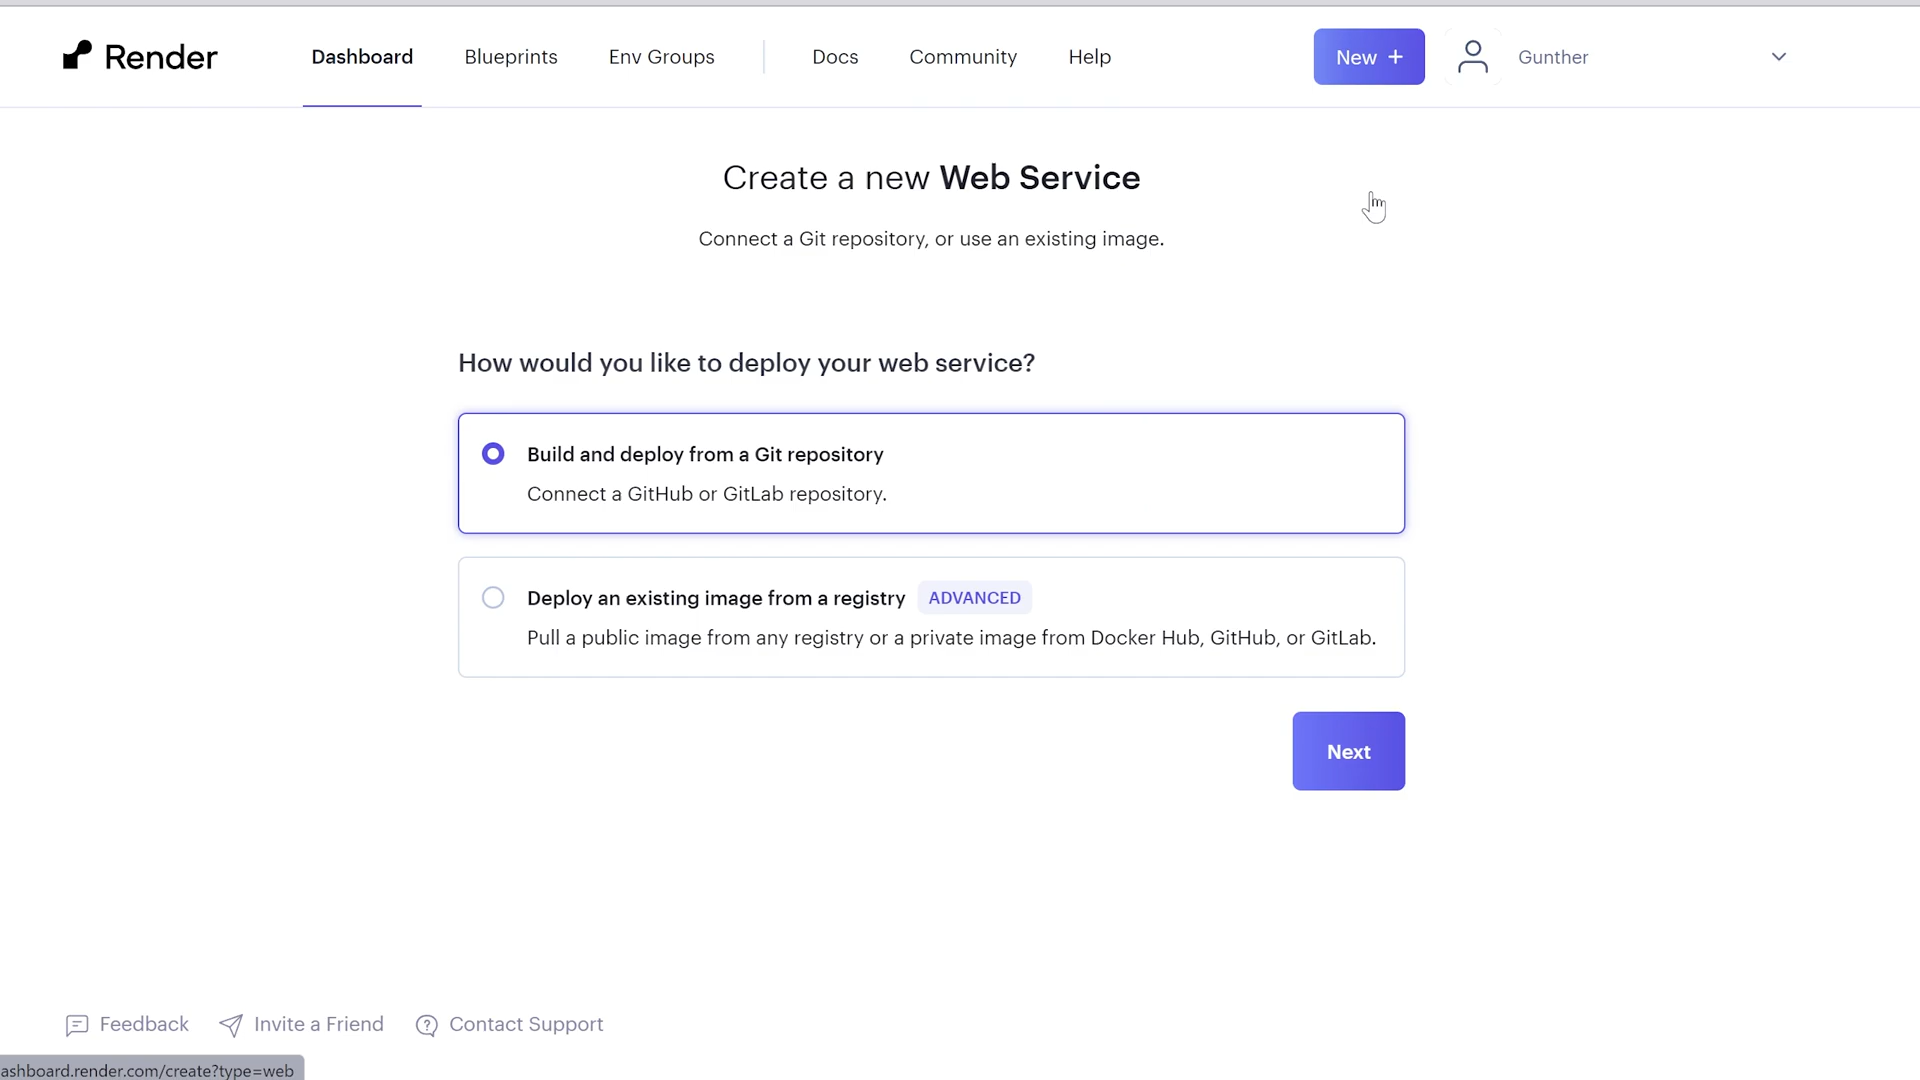 Render
Dashboard
Blueprints
Env Groups
Docs
Community
Help
New +
Gunther
Create a new Web Service
Connect a Git repository, or use an existing image.
How would you like to deploy your web service?
Build and deploy from a Git repository
Connect a GitHub or GitLab repository.
Deploy an existing image from a registry ADVANCED
Pull a public image from any registry or a private image from Docker Hub, GitHub, or GitLab.
Next
Feedback
Invite a Friend
Contact Support
ashboard.render.com/create?type=web